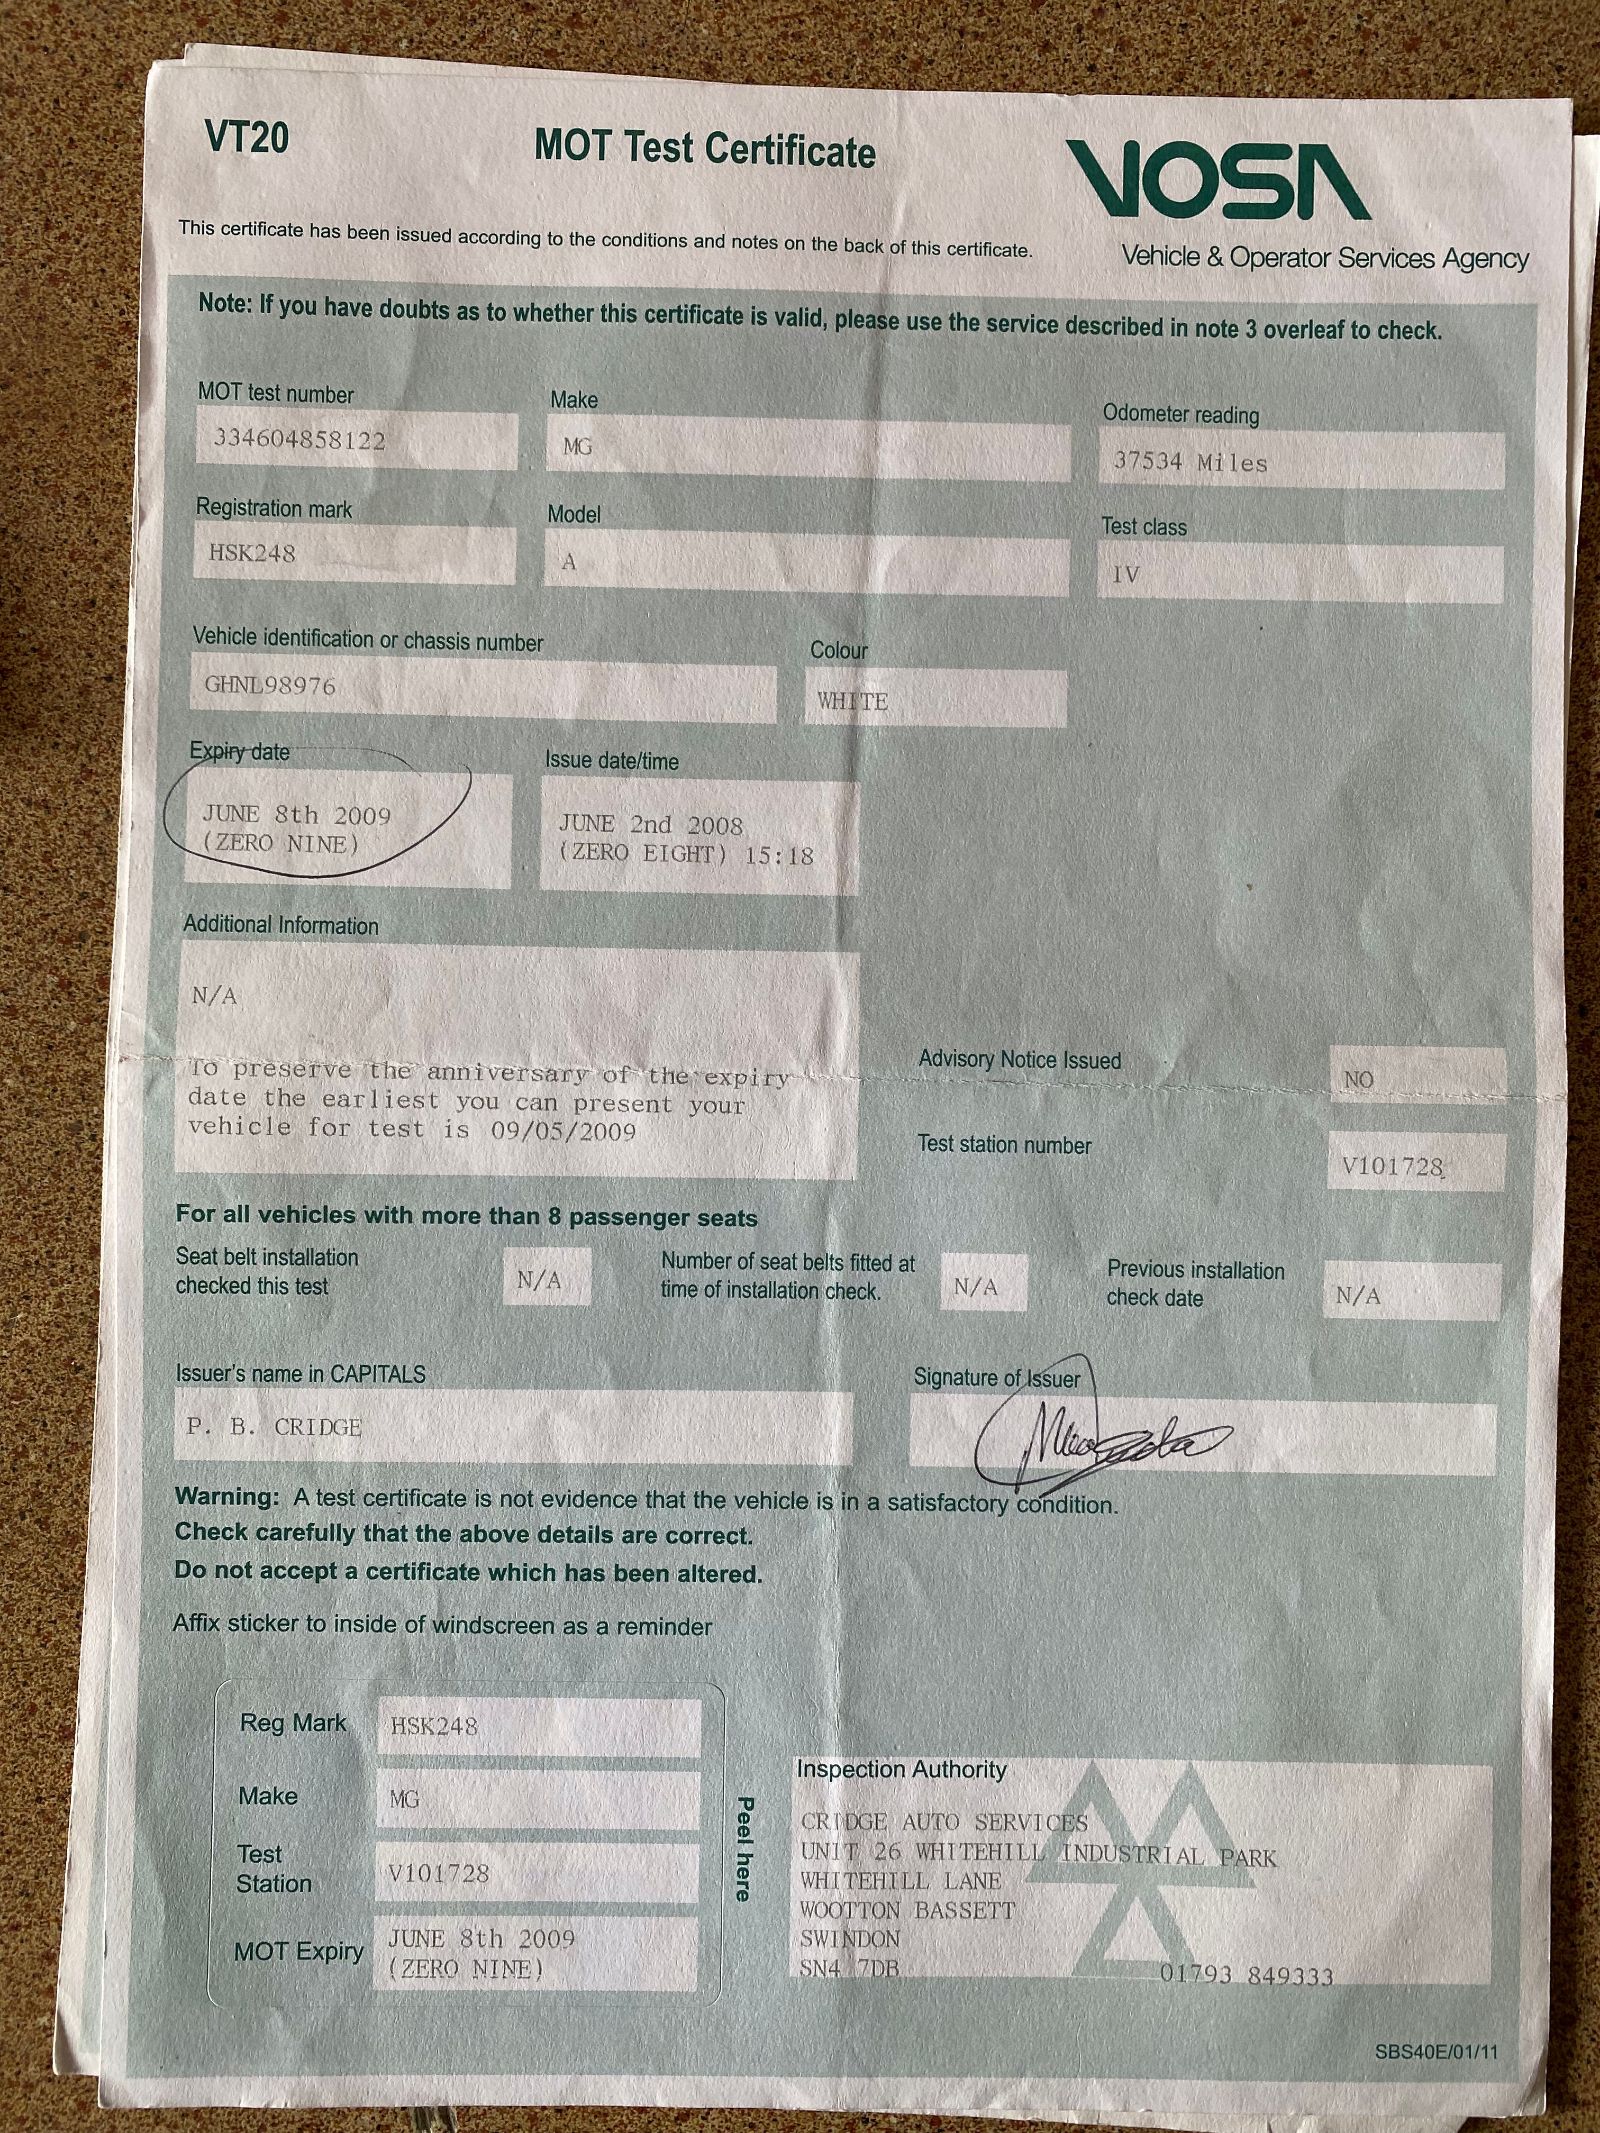 VT20
MOT Test Certificate
VOSA
Vehicle & Operator Services Agency
This certificate has been issued according to the conditions and notes on the back of this certificate.
Note: If you have doubts as to whether this certificate is valid, please use the service described in note 3 overleaf to check.
MOT test number
334604858122
Make
MG
Odometer reading
37534 Miles
Registration mark
HSK248
Model
A
Test class
IV
Vehicle identification or chassis number
GHNL98976
Colour
WHITE
Expiry date
JUNE 8th 2009
(ZERO NINE)
Issue date/time
JUNE 2nd 2008
(ZERO EIGHT) 15:18
Additional Information
N/A
To preserve the anniversary of the expiry
date the earliest you can present your
vehicle for test is 09/05/2009
Advisory Notice Issued
NO
Test station number
V101728
For all vehicles with more than 8 passenger seats
Seat belt installation
checked this test
N/A
Number of seat belts fitted at
time of installation check.
N/A
Previous installation
check date
N/A
Issuer's name in CAPITALS
P. B. CRIDGE
Signature of Issuer
Warning: A test certificate is not evidence that the vehicle is in a satisfactory condition.
Check carefully that the above details are correct.
Do not accept a certificate which has been altered.
Affix sticker to inside of windscreen as a reminder
Reg Mark
HSK248
Make
MG
Test
Station
V101728
MOT Expiry
JUNE 8th 2009
(ZERO NINE)
Peel here
Inspection Authority
CRIDGE AUTO SERVICES
UNIT 26 WHITEHILL INDUSTRIAL PARK
WHITEHILL LANE
WOOTTON BASSETT
SWINDON
SN4 7DB
01793 849333
SBS40E/01/11